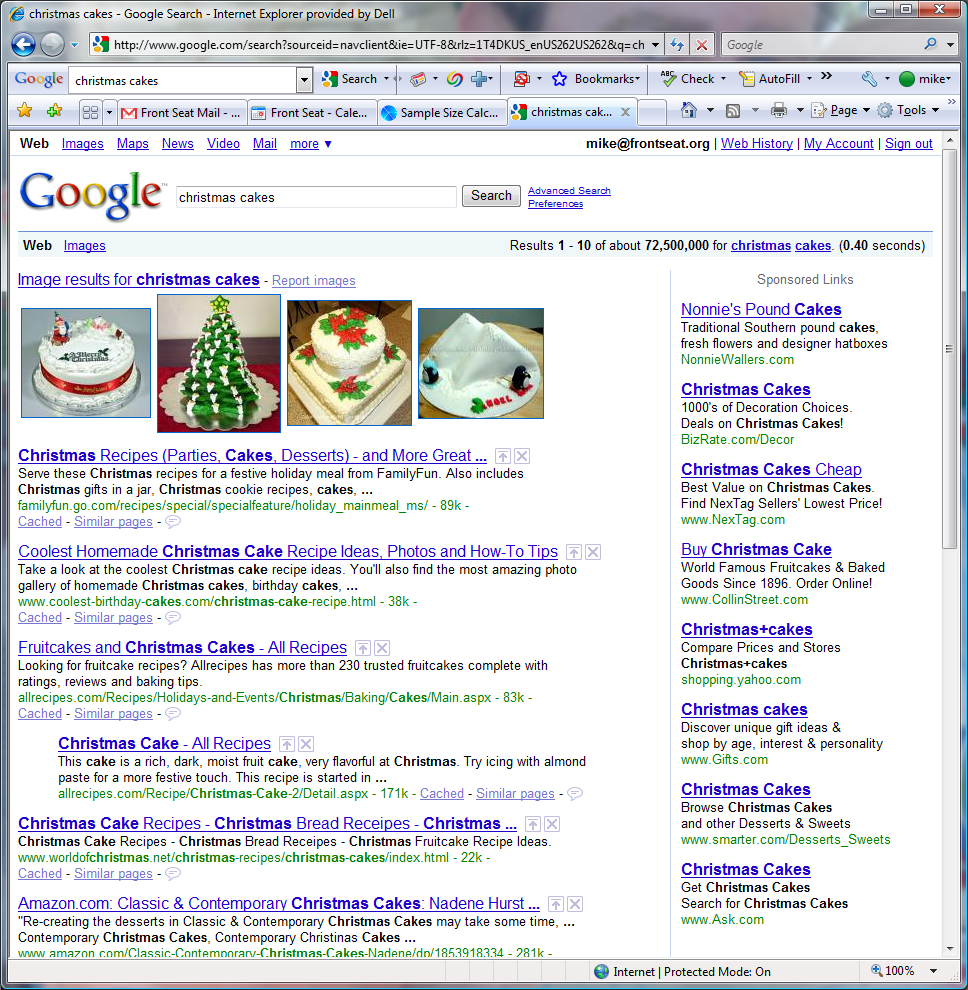 christmas cakes - Google Search - Internet Explorer provided by Dell
http://www.google.com/search?sourceid=navclient&ie=UTF-8&rlz=1T4DKUS_enUS262US262&q=ch
Google
Google christmas cakes Search Bookmarks Check AutoFill mike
Front Seat Mail - ... Front Seat - Cale... Sample Size Calc... christmas cak... Page Tools
Web Images Maps News Video Mail more ▼ mike@frontseat.org | Web History | My Account | Sign out
Google™ christmas cakes Search Advanced Search
Preferences
Web Images Results 1 - 10 of about 72,500,000 for christmas cakes. (0.40 seconds)
Image results for christmas cakes - Report images
A Merry
Christmas
NOEL
Christmas Recipes (Parties, Cakes, Desserts) - and More Great ...
Serve these Christmas recipes for a festive holiday meal from FamilyFun. Also includes
Christmas gifts in a jar, Christmas cookie recipes, cakes, ...
familyfun.go.com/recipes/special/specialfeature/holiday_mainmeal_ms/ - 89k -
Cached - Similar pages -
Coolest Homemade Christmas Cake Recipe Ideas, Photos and How-To Tips
Take a look at the coolest Christmas cake recipe ideas. You'll also find the most amazing photo
gallery of homemade Christmas cakes, birthday cakes, ...
www.coolest-birthday-cakes.com/christmas-cake-recipe.html - 38k -
Cached - Similar pages -
Fruitcakes and Christmas Cakes - All Recipes
Looking for fruitcake recipes? Allrecipes has more than 230 trusted fruitcakes complete with
ratings, reviews and baking tips.
allrecipes.com/Recipes/Holidays-and-Events/Christmas/Baking/Cakes/Main.aspx - 83k -
Cached - Similar pages -
Christmas Cake - All Recipes
This cake is a rich, dark, moist fruit cake, very flavorful at Christmas. Try icing with almond
paste for a more festive touch. This recipe is started in ...
allrecipes.com/Recipe/Christmas-Cake-2/Detail.aspx - 171k - Cached - Similar pages -
Christmas Cake Recipes - Christmas Bread Receipes - Christmas ...
Christmas Cake Recipes - Christmas Bread Receipes - Christmas Fruitcake Recipe Ideas.
www.worldofchristmas.net/christmas-recipes/christmas-cakes/index.html - 22k -
Cached - Similar pages -
Amazon.com: Classic & Contemporary Christmas Cakes: Nadene Hurst ...
"Re-creating the desserts in Classic & Contemporary Christmas Cakes may take some time, ...
Contemporary Christmas Cakes, Contemporary Christinas Cakes ...
www.amazon.com/Classic-Contemporary-Christmas-Cakes-Nadene/dp/1853918334 - 281k -
Sponsored Links
Nonnie's Pound Cakes
Traditional Southern pound cakes,
fresh flowers and designer hatboxes
NonnieWallers.com
Christmas Cakes
1000's of Decoration Choices.
Deals on Christmas Cakes!
BizRate.com/Decor
Christmas Cakes Cheap
Best Value on Christmas Cakes.
Find NexTag Sellers' Lowest Price!
www.NexTag.com
Buy Christmas Cake
World Famous Fruitcakes & Baked
Goods Since 1896. Order Online!
www.CollinStreet.com
Christmas+cakes
Compare Prices and Stores
Christmas+cakes
shopping.yahoo.com
Christmas cakes
Discover unique gift ideas &
shop by age, interest & personality
www.Gifts.com
Christmas Cakes
Browse Christmas Cakes
and other Desserts & Sweets
www.smarter.com/Desserts_Sweets
Christmas Cakes
Get Christmas Cakes
Search for Christmas Cakes
www.Ask.com
Internet | Protected Mode: On 100%